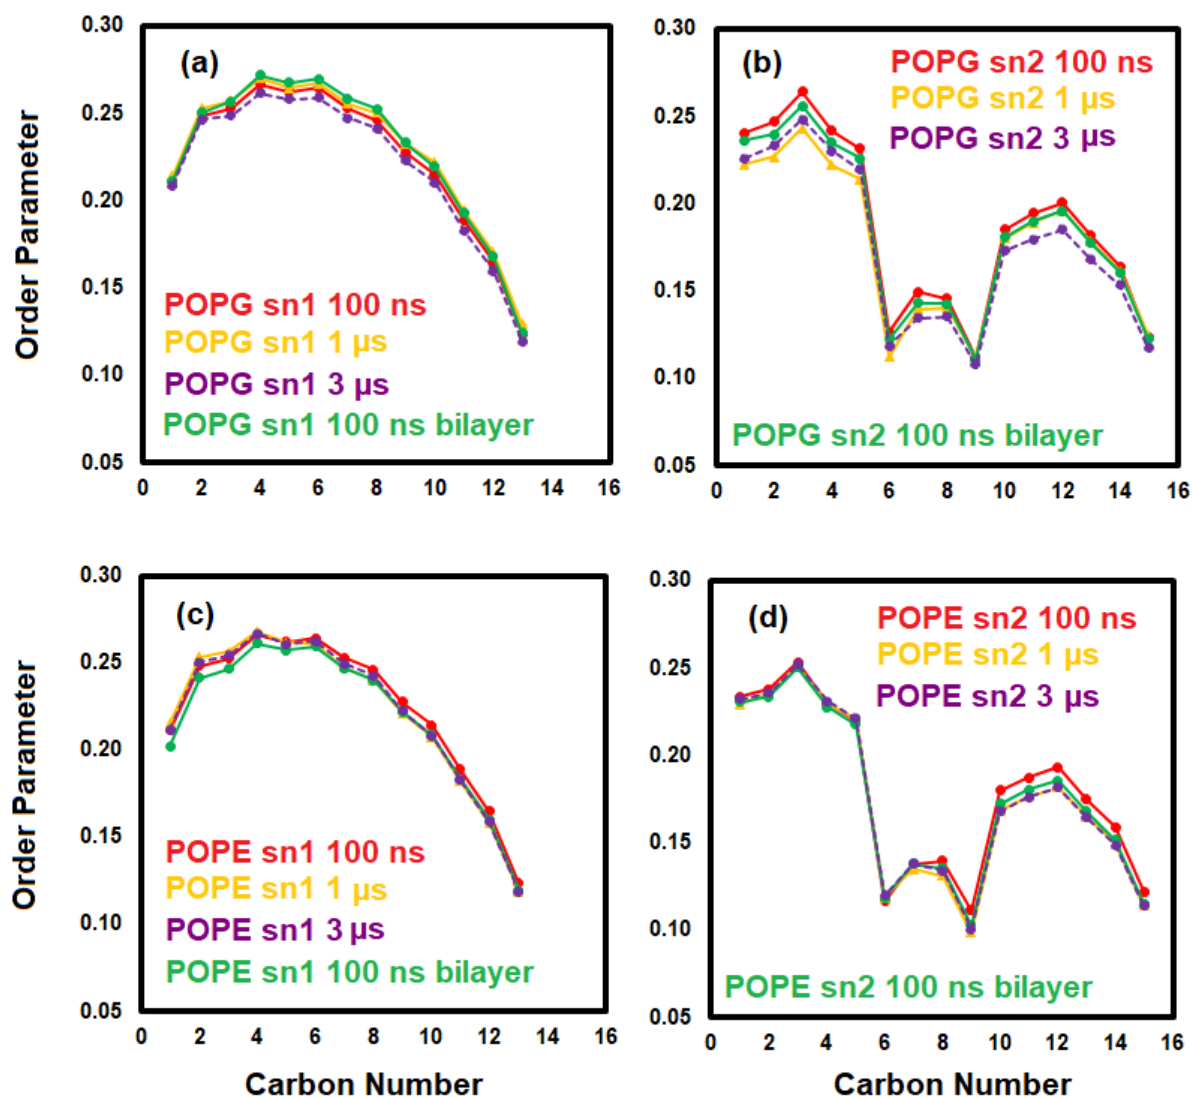 (a)
POPG sn1 100 ns
POPG sn1 1 μs
POPG sn1 3 μs
POPG sn1 100 ns bilayer
Order Parameter
0.30
0.25
0.20
0.15
0.10
0.05
0 2 4 6 8 10 12 14 16
(b)
POPG sn2 100 ns
POPG sn2 1 μs
POPG sn2 3 μs
POPG sn2 100 ns bilayer
0.30
0.25
0.20
0.15
0.10
0.05
0 2 4 6 8 10 12 14 16
(c)
POPE sn1 100 ns
POPE sn1 1 μs
POPE sn1 3 μs
POPE sn1 100 ns bilayer
Order Parameter
0.30
0.25
0.20
0.15
0.10
0.05
0 2 4 6 8 10 12 14 16
Carbon Number
(d)
POPE sn2 100 ns
POPE sn2 1 μs
POPE sn2 3 μs
POPE sn2 100 ns bilayer
0.30
0.25
0.20
0.15
0.10
0.05
0 2 4 6 8 10 12 14 16
Carbon Number